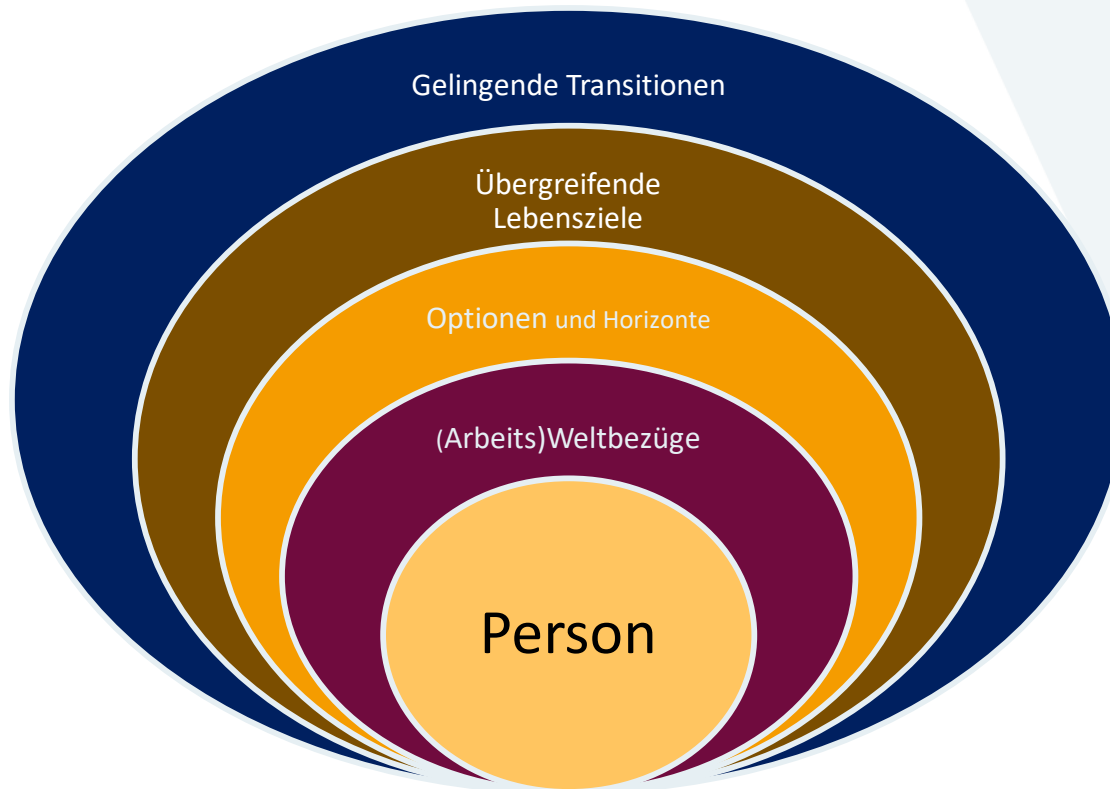 Gelingende Transitionen
Übergreifende
Lebensziele
Optionen und Horizonte
(Arbeits)Weltbezüge
Person